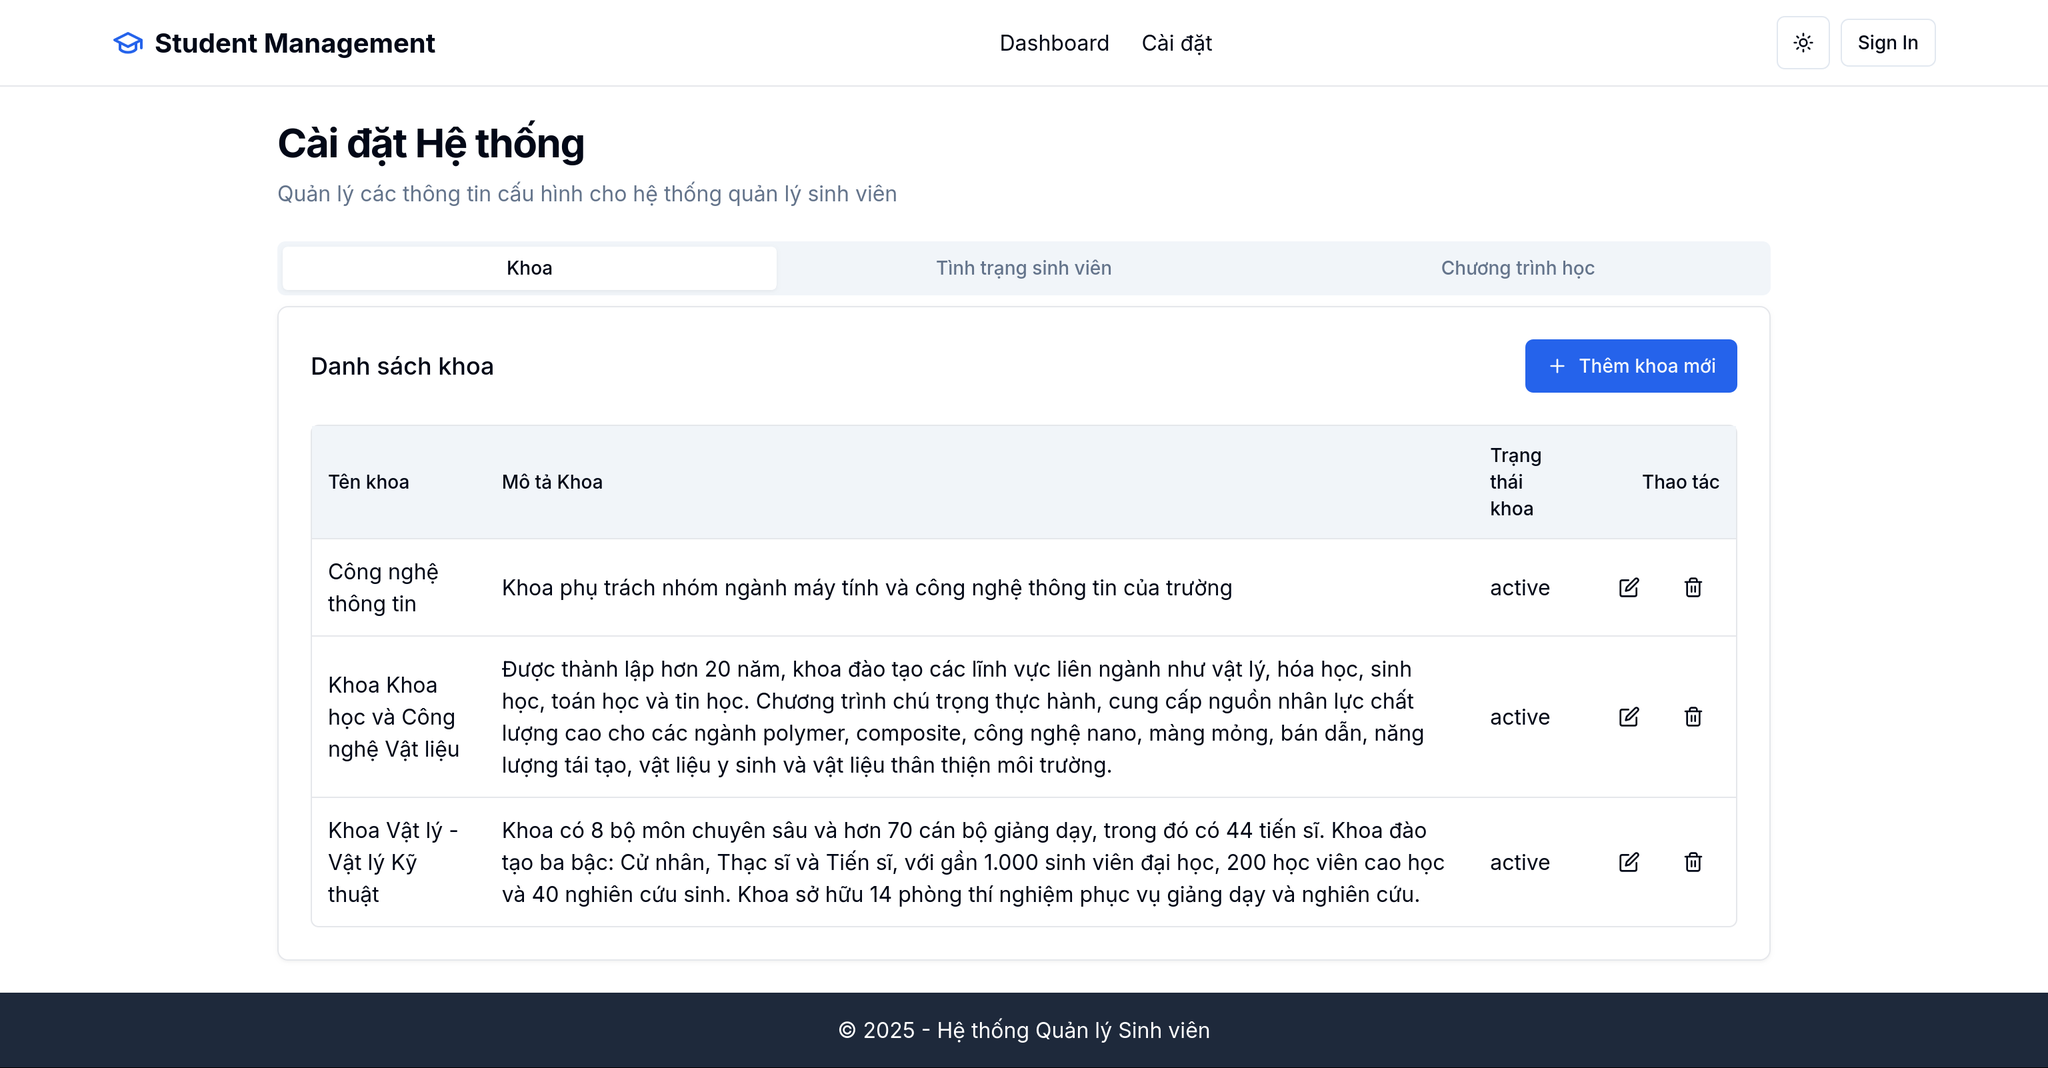 Student Management
Dashboard
Cài đặt
Sign In
Cài đặt Hệ thống
Quản lý các thông tin cấu hình cho hệ thống quản lý sinh viên
Khoa
Tình trạng sinh viên
Chương trình học
Danh sách khoa
Thêm khoa mới
Tên khoa
Mô tả Khoa
Trạng
thái
khoa
Thao tác
Công nghệ
thông tin
Khoa phụ trách nhóm ngành máy tính và công nghệ thông tin của trường
active
Khoa Khoa
học và Công
nghệ Vật liệu
Được thành lập hơn 20 năm, khoa đào tạo các lĩnh vực liên ngành như vật lý, hóa học, sinh
học, toán học và tin học. Chương trình chú trọng thực hành, cung cấp nguồn nhân lực chất
lượng cao cho các ngành polymer, composite, công nghệ nano, màng mỏng, bán dẫn, năng
lượng tái tạo, vật liệu y sinh và vật liệu thân thiện môi trường.
active
Khoa Vật lý -
Vật lý Kỹ
thuật
Khoa có 8 bộ môn chuyên sâu và hơn 70 cán bộ giảng dạy, trong đó có 44 tiến sĩ. Khoa đào
tạo ba bậc: Cử nhân, Thạc sĩ và Tiến sĩ, với gần 1.000 sinh viên đại học, 200 học viên cao học
và 40 nghiên cứu sinh. Khoa sở hữu 14 phòng thí nghiệm phục vụ giảng dạy và nghiên cứu.
active
© 2025 - Hệ thống Quản lý Sinh viên